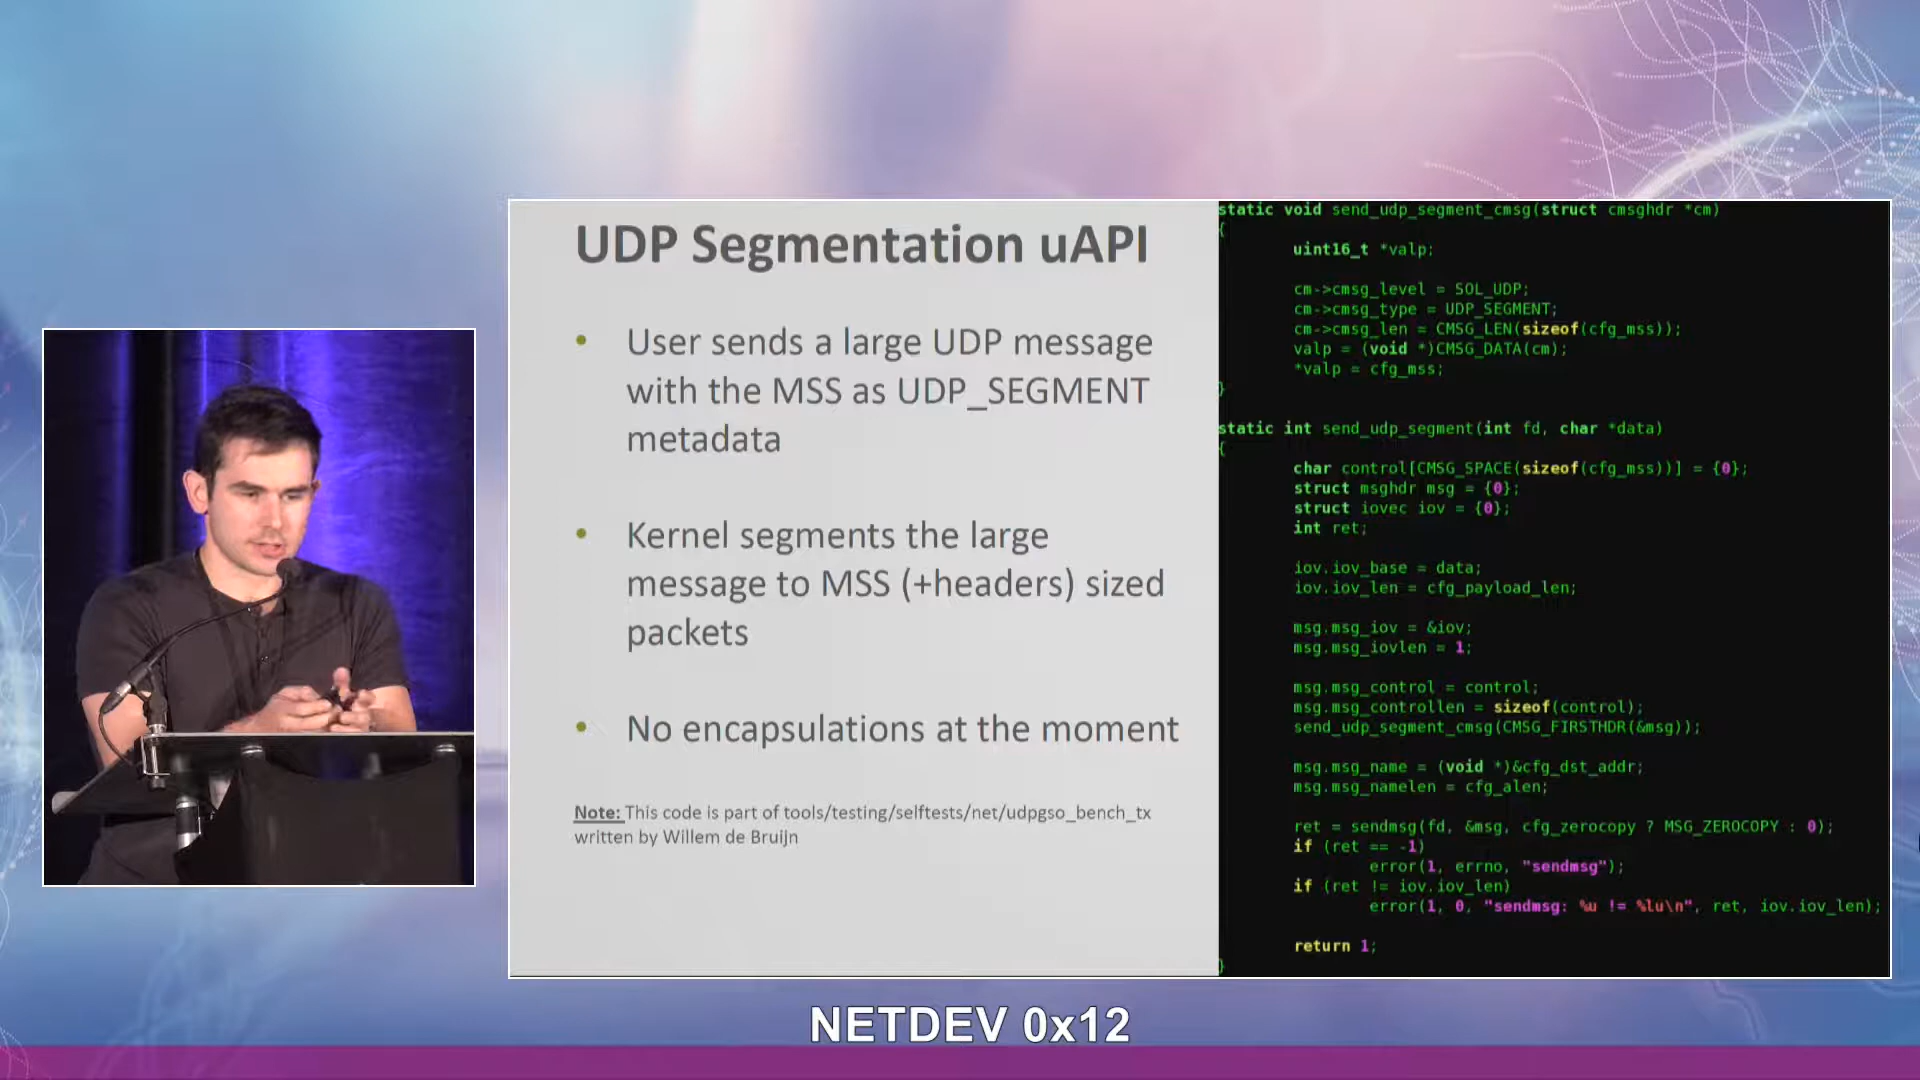 UDP Segmentation uAPI
• User sends a large UDP message
with the MSS as UDP_SEGMENT
metadata
• Kernel segments the large
message to MSS (+headers) sized
packets
• No encapsulations at the moment
Note: This code is part of tools/testing/selftests/net/udpgso_bench_tx
written by Willem de Bruijn
static void send_udp_segment_cmsg(struct cmsghdr *cm)
{
uint16_t *valp;
cm->cmsg_level = SOL_UDP;
cm->cmsg_type = UDP_SEGMENT;
cm->cmsg_len = CMSG_LEN(sizeof(cfg_mss));
valp = (void *)CMSG_DATA(cm);
*valp = cfg_mss;
}
static int send_udp_segment(int fd, char *data)
{
char control[CMSG_SPACE(sizeof(cfg_mss))] = {0};
struct msghdr msg = {0};
struct iovec iov = {0};
int ret;
iov.iov_base = data;
iov.iov_len = cfg_payload_len;
msg.msg_iov = &iov;
msg.msg_iovlen = 1;
msg.msg_control = control;
msg.msg_controllen = sizeof(control);
send_udp_segment_cmsg(CMSG_FIRSTHDR(&msg));
msg.msg_name = (void *)&cfg_dst_addr;
msg.msg_namelen = cfg_alen;
ret = sendmsg(fd, &msg, cfg_zerocopy ? MSG_ZEROCOPY : 0);
if (ret == -1)
error(1, errno, "sendmsg");
if (ret != iov.iov_len)
error(1, 0, "sendmsg: %u != %lu\n", ret, iov.iov_len);
return 1;
}
NETDEV 0x12